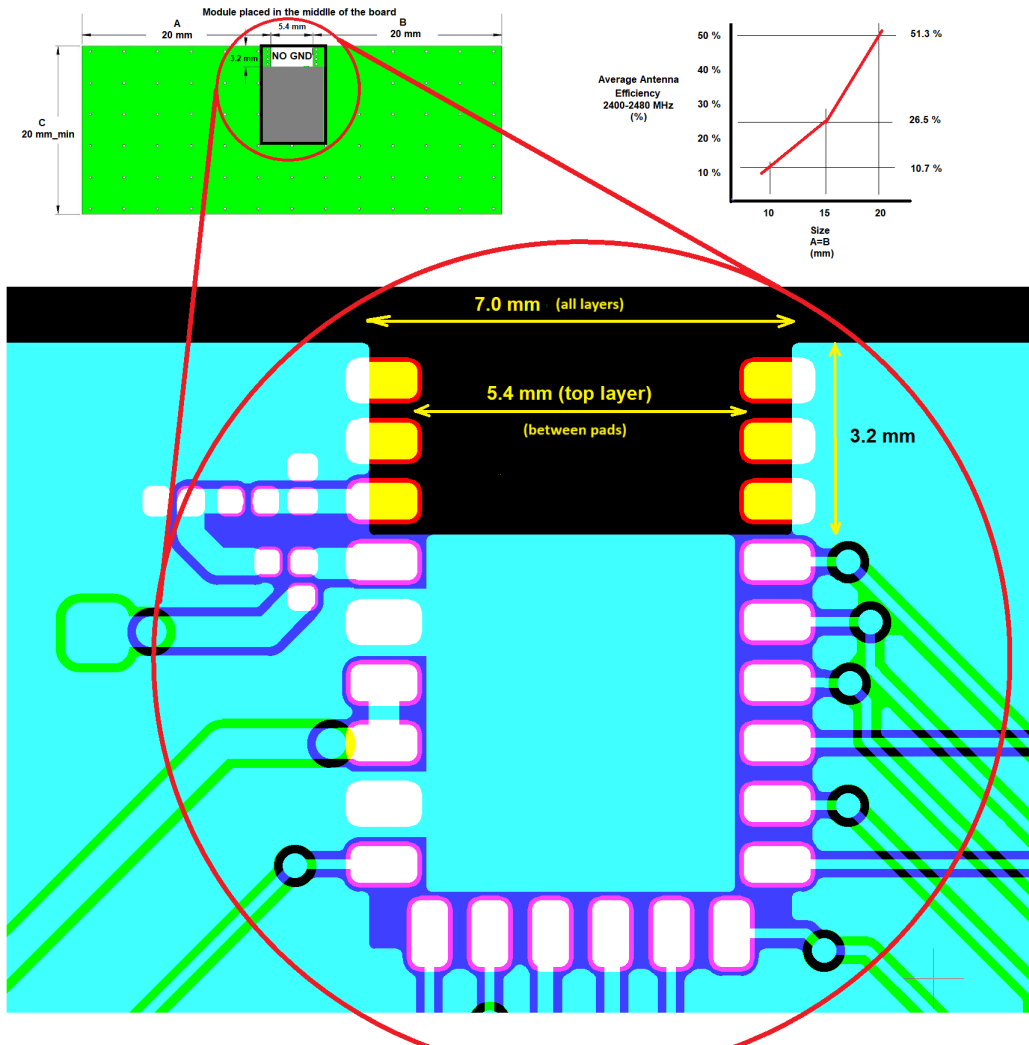 Module placed in the middlle of the board
A
20 mm
5.4 mm
B
20 mm
3.2 mm
NO GND
C
20 mm_min
Average Antenna
Efficiency
2400-2480 MHz
(%)
50 %
40 %
30 %
20 %
10 %
51.3 %
26.5 %
10.7 %
10
15
20
Size
A=B
(mm)
7.0 mm (all layers)
5.4 mm (top layer)
(between pads)
3.2 mm